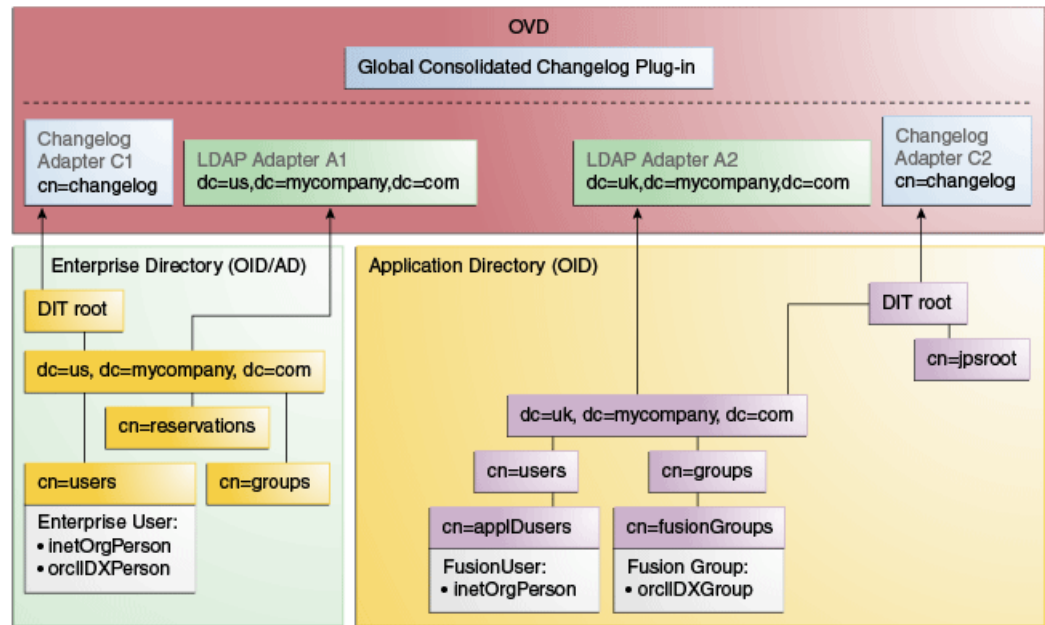 OVD
Global Consolidated Changelog Plug-in
Changelog
Adapter C1
cn=changelog
LDAP Adapter A1
dc=us,dc=mycompany,dc=com
LDAP Adapter A2
dc=uk,dc=mycompany,dc=com
Changelog
Adapter C2
cn=changelog
Enterprise Directory (OID/AD)
DIT root
dc=us, dc=mycompany, dc=com
cn=reservations
cn=users
cn=groups
Enterprise User:
• inetOrgPerson
• orclIDXPerson
Application Directory (OID)
DIT root
cn=jpsroot
dc=uk, dc=mycompany, dc=com
cn=users
cn=groups
cn=appIDusers
cn=fusionGroups
FusionUser:
• inetOrgPerson
Fusion Group:
• orclIDXGroup